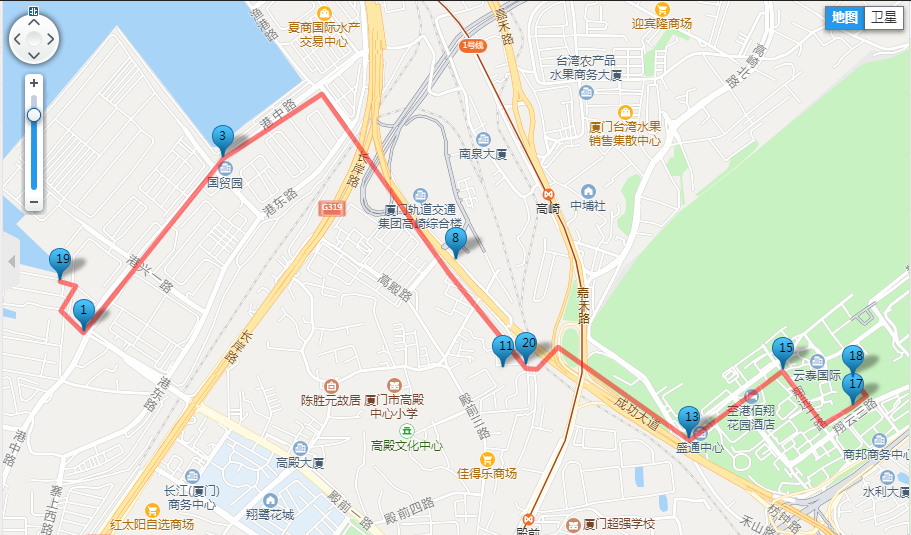 北
地图
卫星
夏商国际水产
交易中心
嘉禾路
迎宾隆商场
1号线
台湾农产品
水果商务大厦
高崎北路
港中路
3
厦门台湾水果
销售集散中心
南泉大厦
长岸路
国贸园
港东路
G319
厦门轨道交通
集团高崎综合楼
高崎
中埔社
8
19
港兴一路
高殿路
嘉禾路
1
长岸路
11
20
15
18
云泰国际
17
港东路
陈胜元故居
厦门市高殿
中心小学
殿前三路
成功大道
13
至港佰翔
花园酒店
翔云三路
港中路
高殿文化中心
盛通中心
商邦商务中心
高殿大厦
佳得乐商场
长江(厦门)
商务中心
水利大厦
寨上西路
翔鹭花城
殿前一路
殿前四路
红太阳自选商场
殿前
厦门超强学校
禾山路
枋钟路